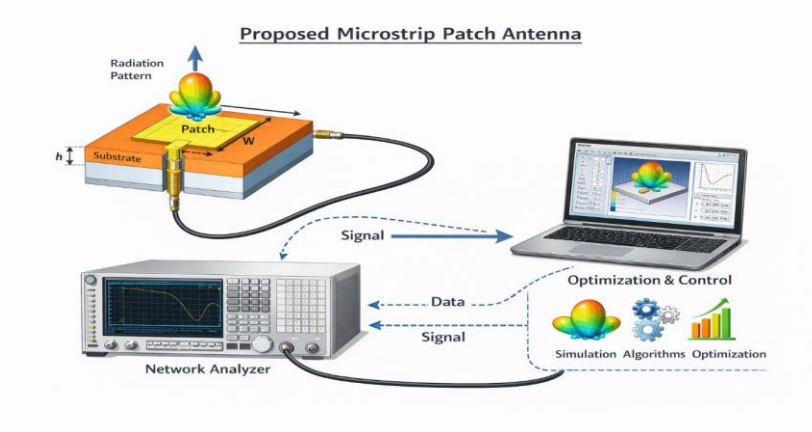 Proposed Microstrip Patch Antenna
Radiation
Pattern
Patch
W
h
Substrate
Signal
Optimization & Control
Data
Signal
Simulation Algorithms Optimization
Network Analyzer